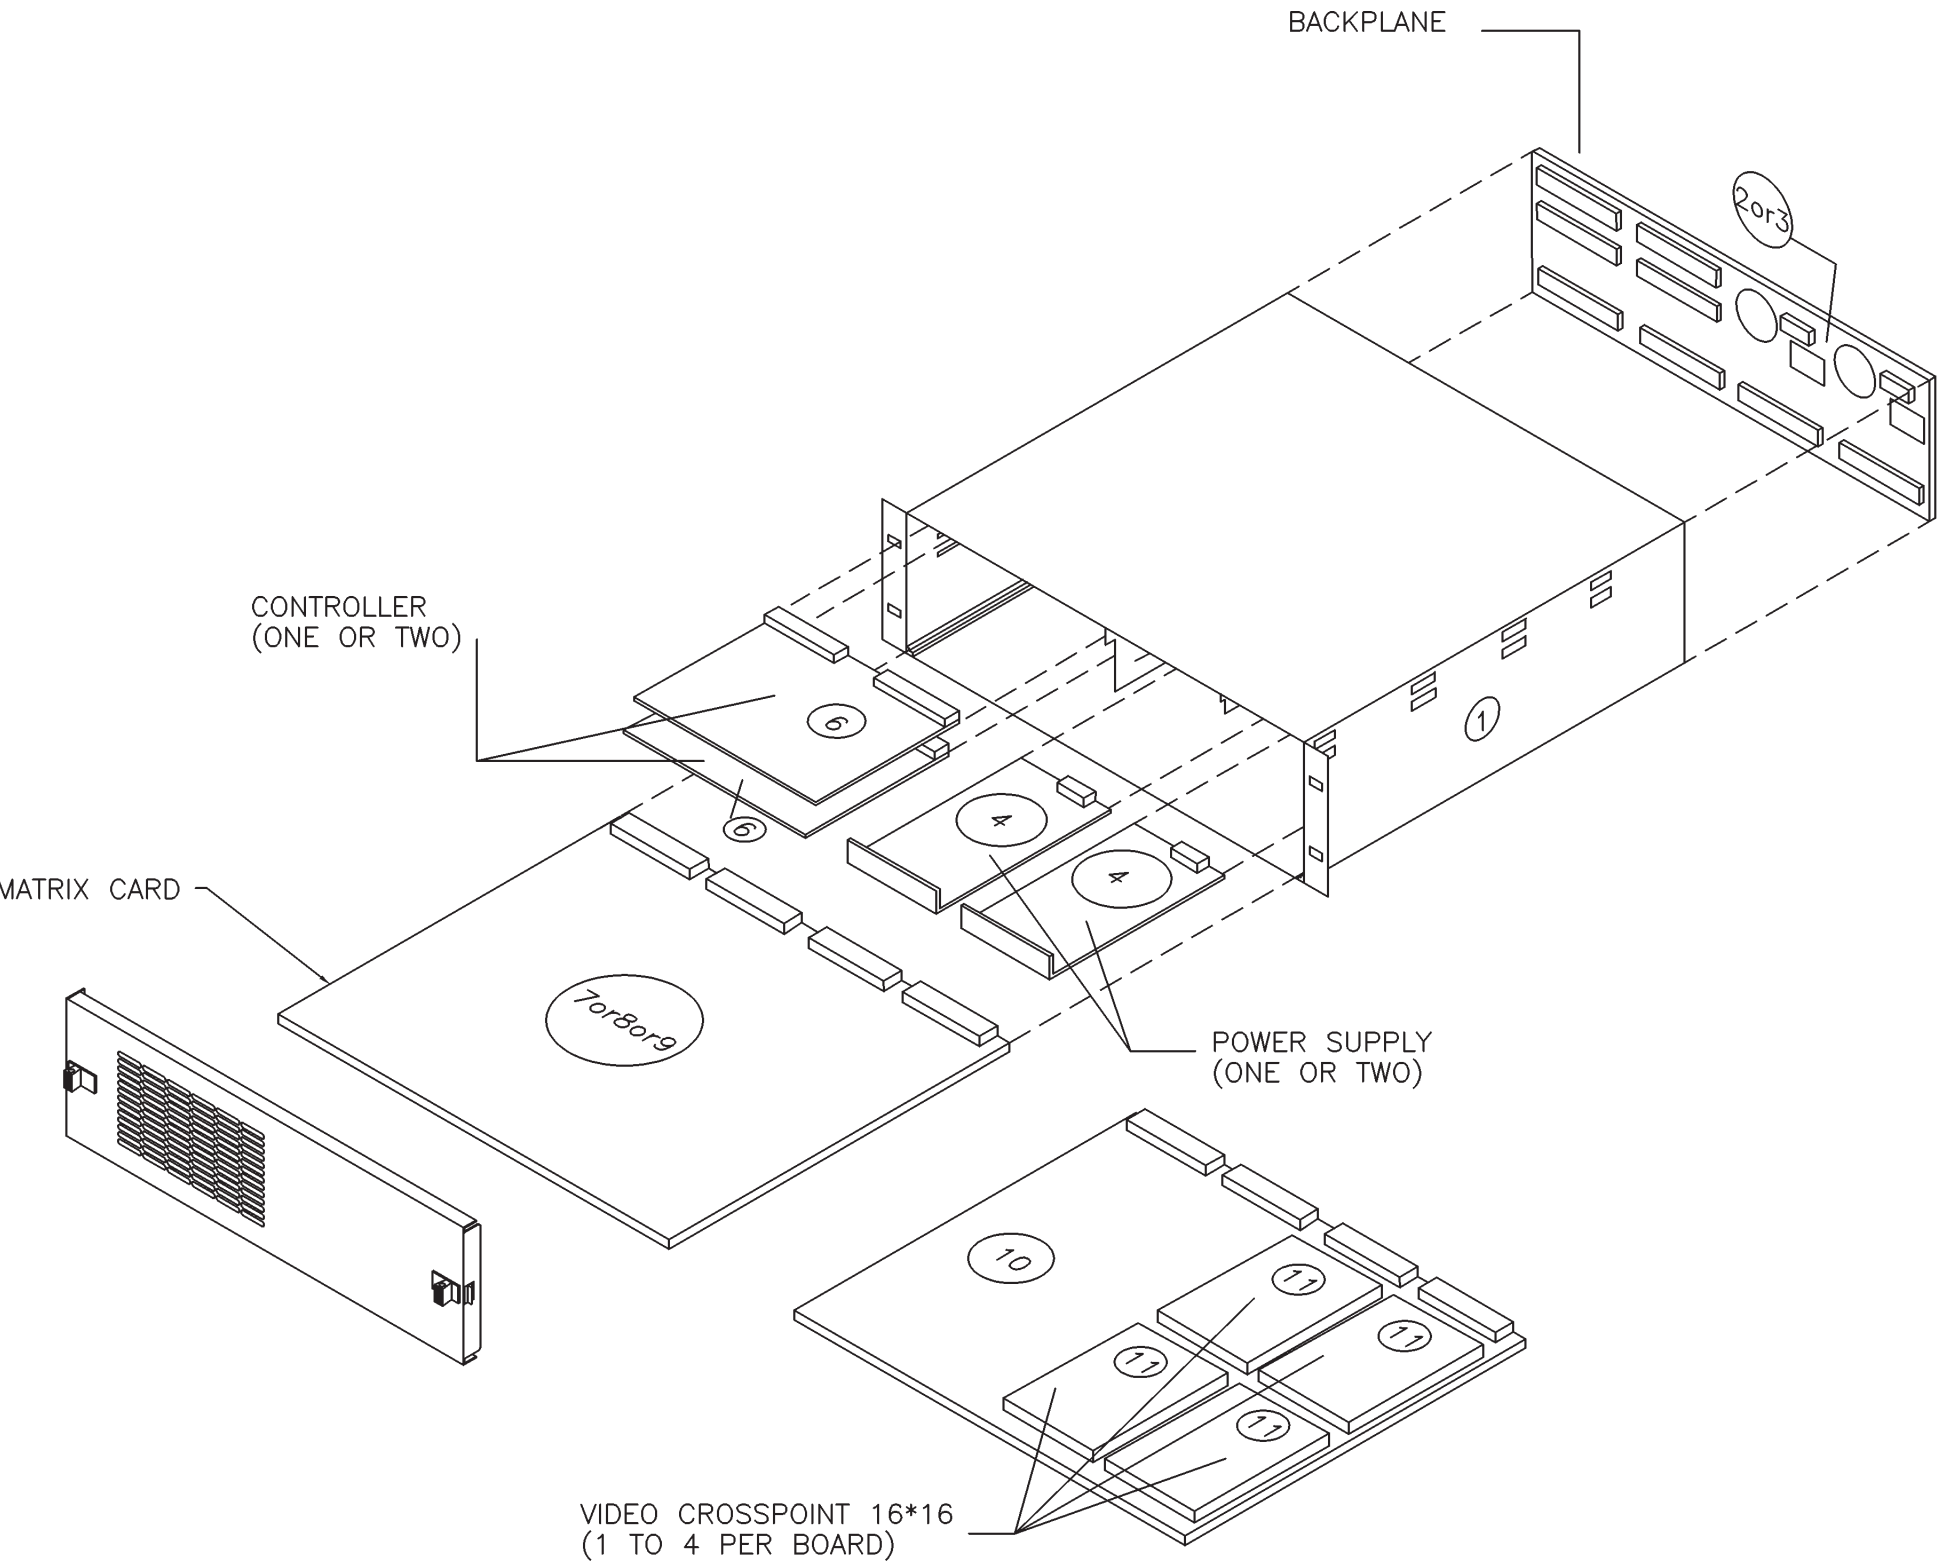 BACKPLANE
2or3
CONTROLLER
(ONE OR TWO)
6
1
6
4
4
MATRIX CARD
7or8or9
POWER SUPPLY
(ONE OR TWO)
10
11
11
11
11
VIDEO CROSSPOINT 16*16
(1 TO 4 PER BOARD)